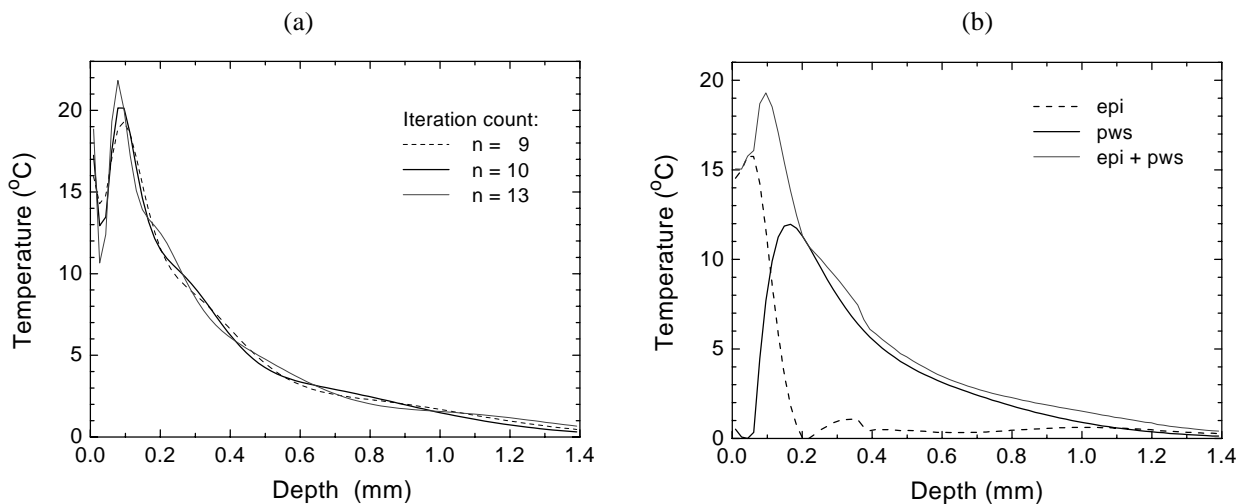 (a)
20
15
10
5
0
Temperature (°C)
Iteration count:
n = 9
n = 10
n = 13
0.0 0.2 0.4 0.6 0.8 1.0 1.2 1.4
Depth (mm)
(b)
20
15
10
5
0
Temperature (°C)
epi
pws
epi + pws
0.0 0.2 0.4 0.6 0.8 1.0 1.2 1.4
Depth (mm)